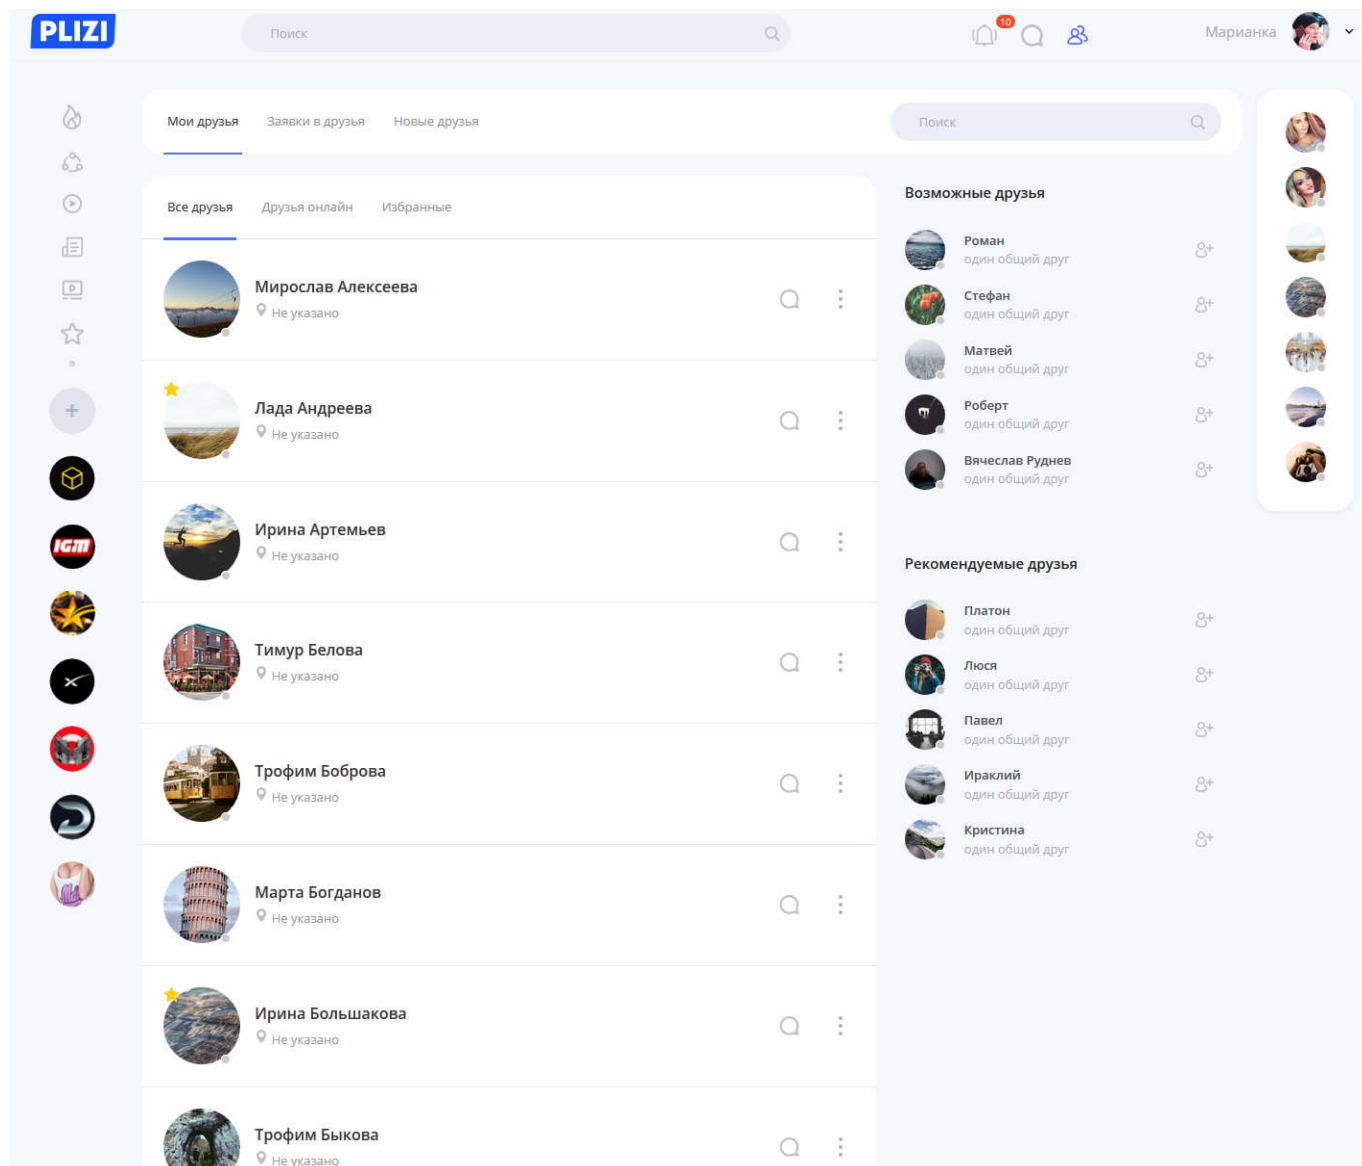 PLIZI
Поиск
10
Марианка
Мои друзья
Заявки в друзья
Новые друзья
Поиск
Все друзья
Друзья онлайн
Избранные
Мирослав Алексеева
Не указано
Лада Андреева
Не указано
Ирина Артемьев
Не указано
Тимур Белова
Не указано
Трофим Боброва
Не указано
Марта Богданов
Не указано
Ирина Большакова
Не указано
Трофим Быкова
Не указано
Возможные друзья
Роман
один общий друг
Стефан
один общий друг
Матвей
один общий друг
Роберт
один общий друг
Вячеслав Руднев
один общий друг
Рекомендуемые друзья
Платон
один общий друг
Люся
один общий друг
Павел
один общий друг
Ираклий
один общий друг
Кристина
один общий друг
IGM